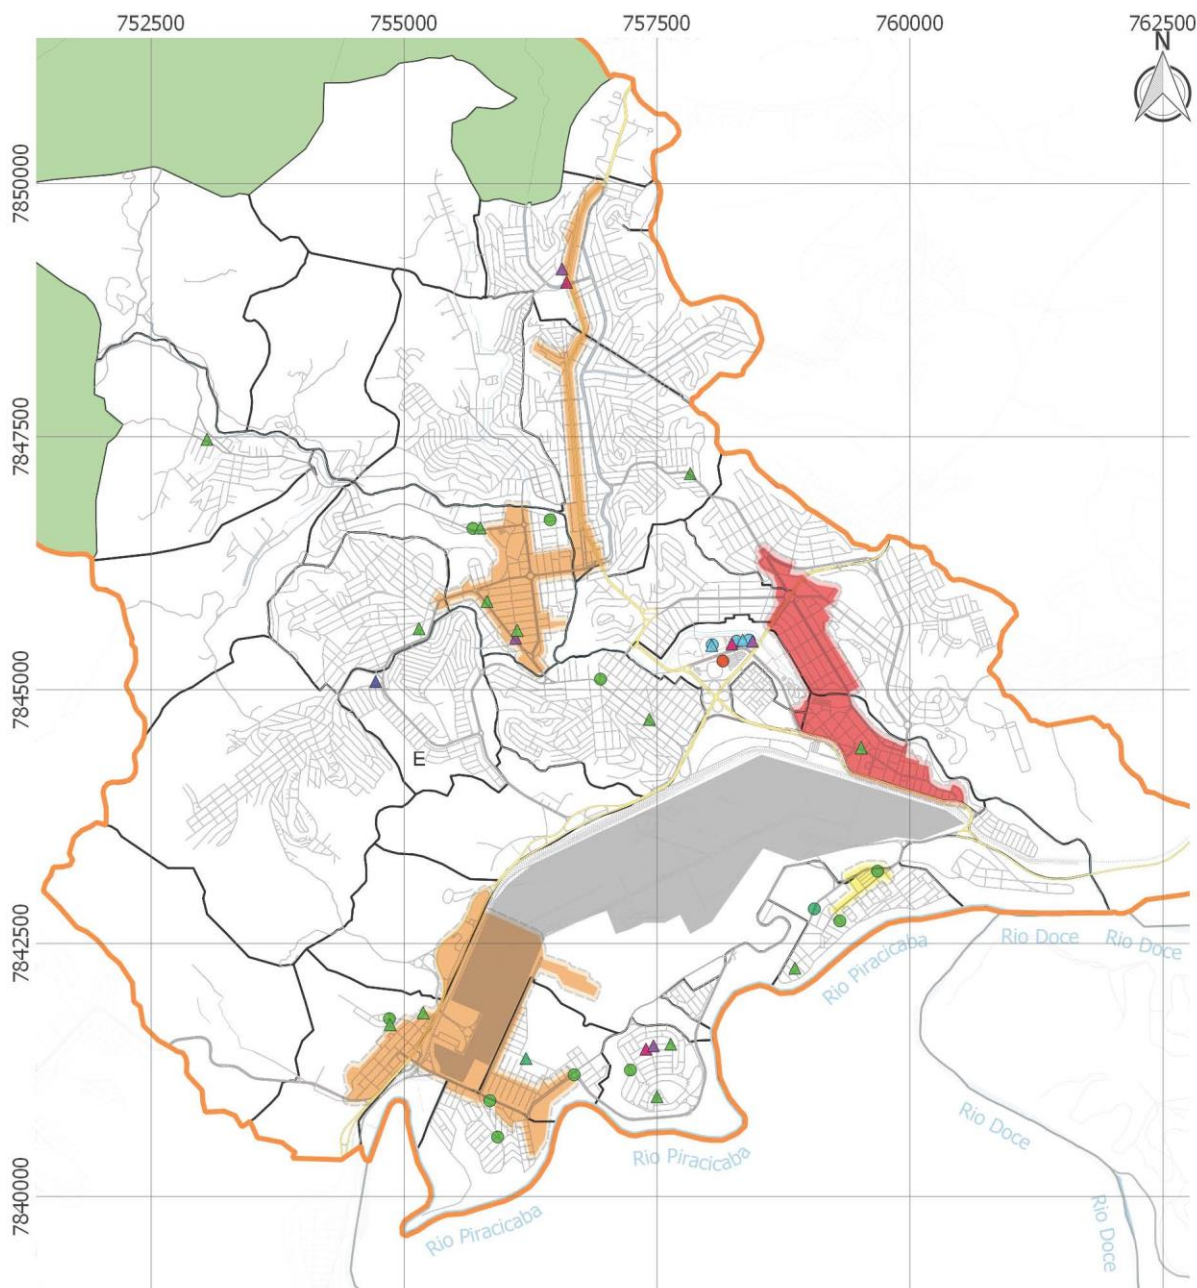 752500 755000 757500 760000 762500
N
7850000
7847500
7845000
E
7842500
Rio Piracicaba
Rio Doce
Rio Doce
Rio Doce
Rio Piracicaba
7840000
Rio Piracicaba
Rio Doce